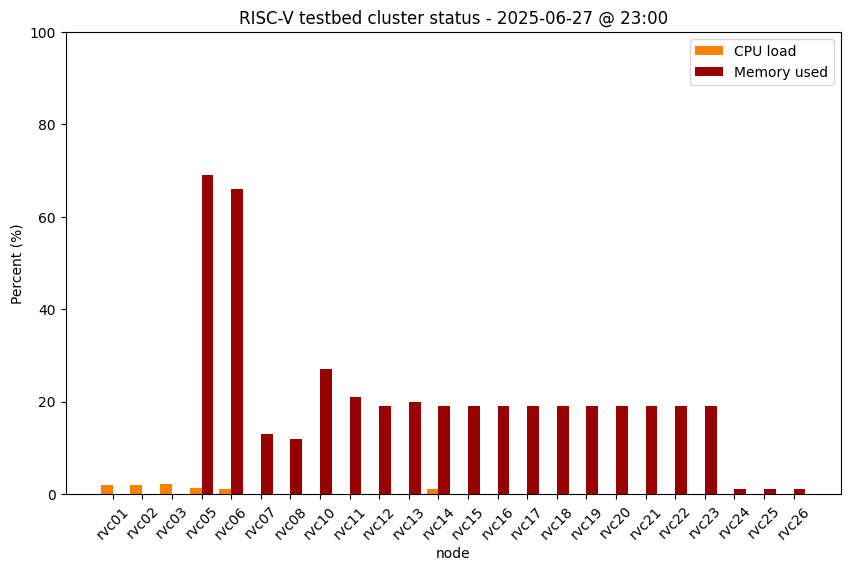 RISC-V testbed cluster status - 2025-06-27 @ 23:00
CPU load
Memory used
Percent (%)
100
80
60
40
20
0
rvc01 rvc02 rvc03 rvc05 rvc06 rvc07 rvc08 rvc10 rvc11 rvc12 rvc13 rvc14 rvc15 rvc16 rvc17 rvc18 rvc19 rvc20 rvc21 rvc22 rvc23 rvc24 rvc25 rvc26
node